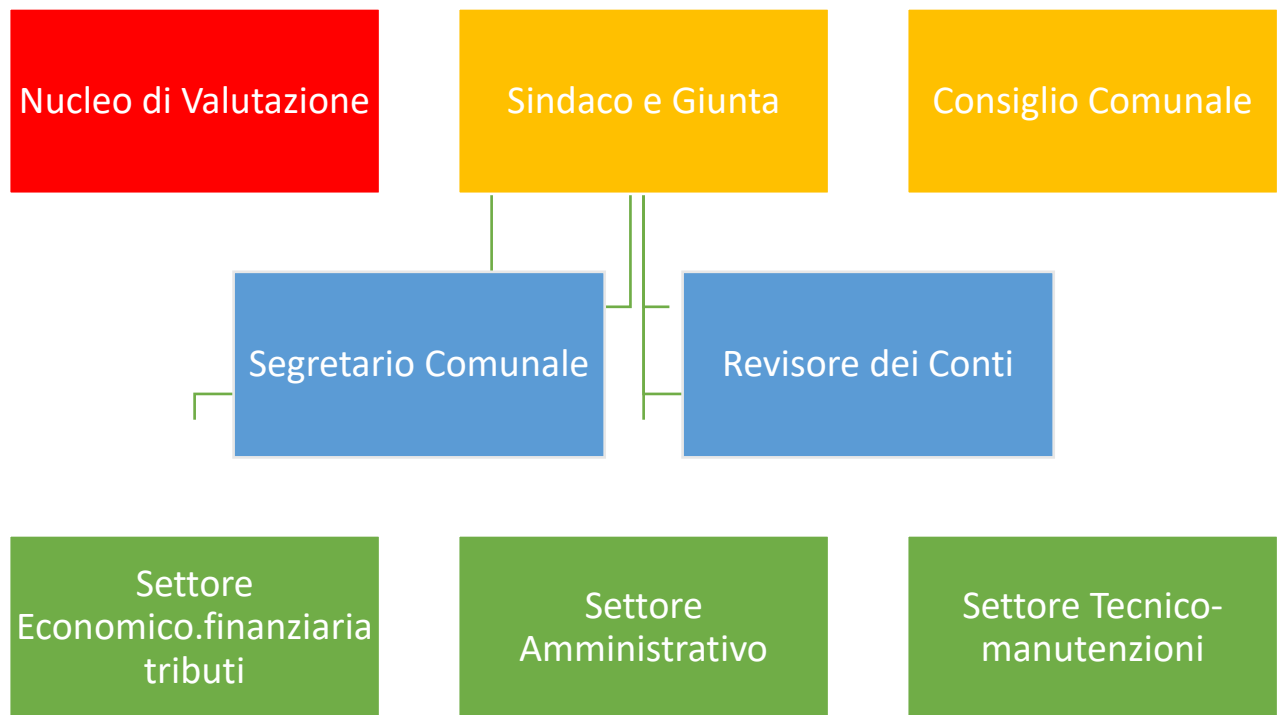 Nucleo di Valutazione
Sindaco e Giunta
Consiglio Comunale
Segretario Comunale
Revisore dei Conti
Settore
Economico.finanziaria
tributi
Settore
Amministrativo
Settore Tecnico-
manutenzioni